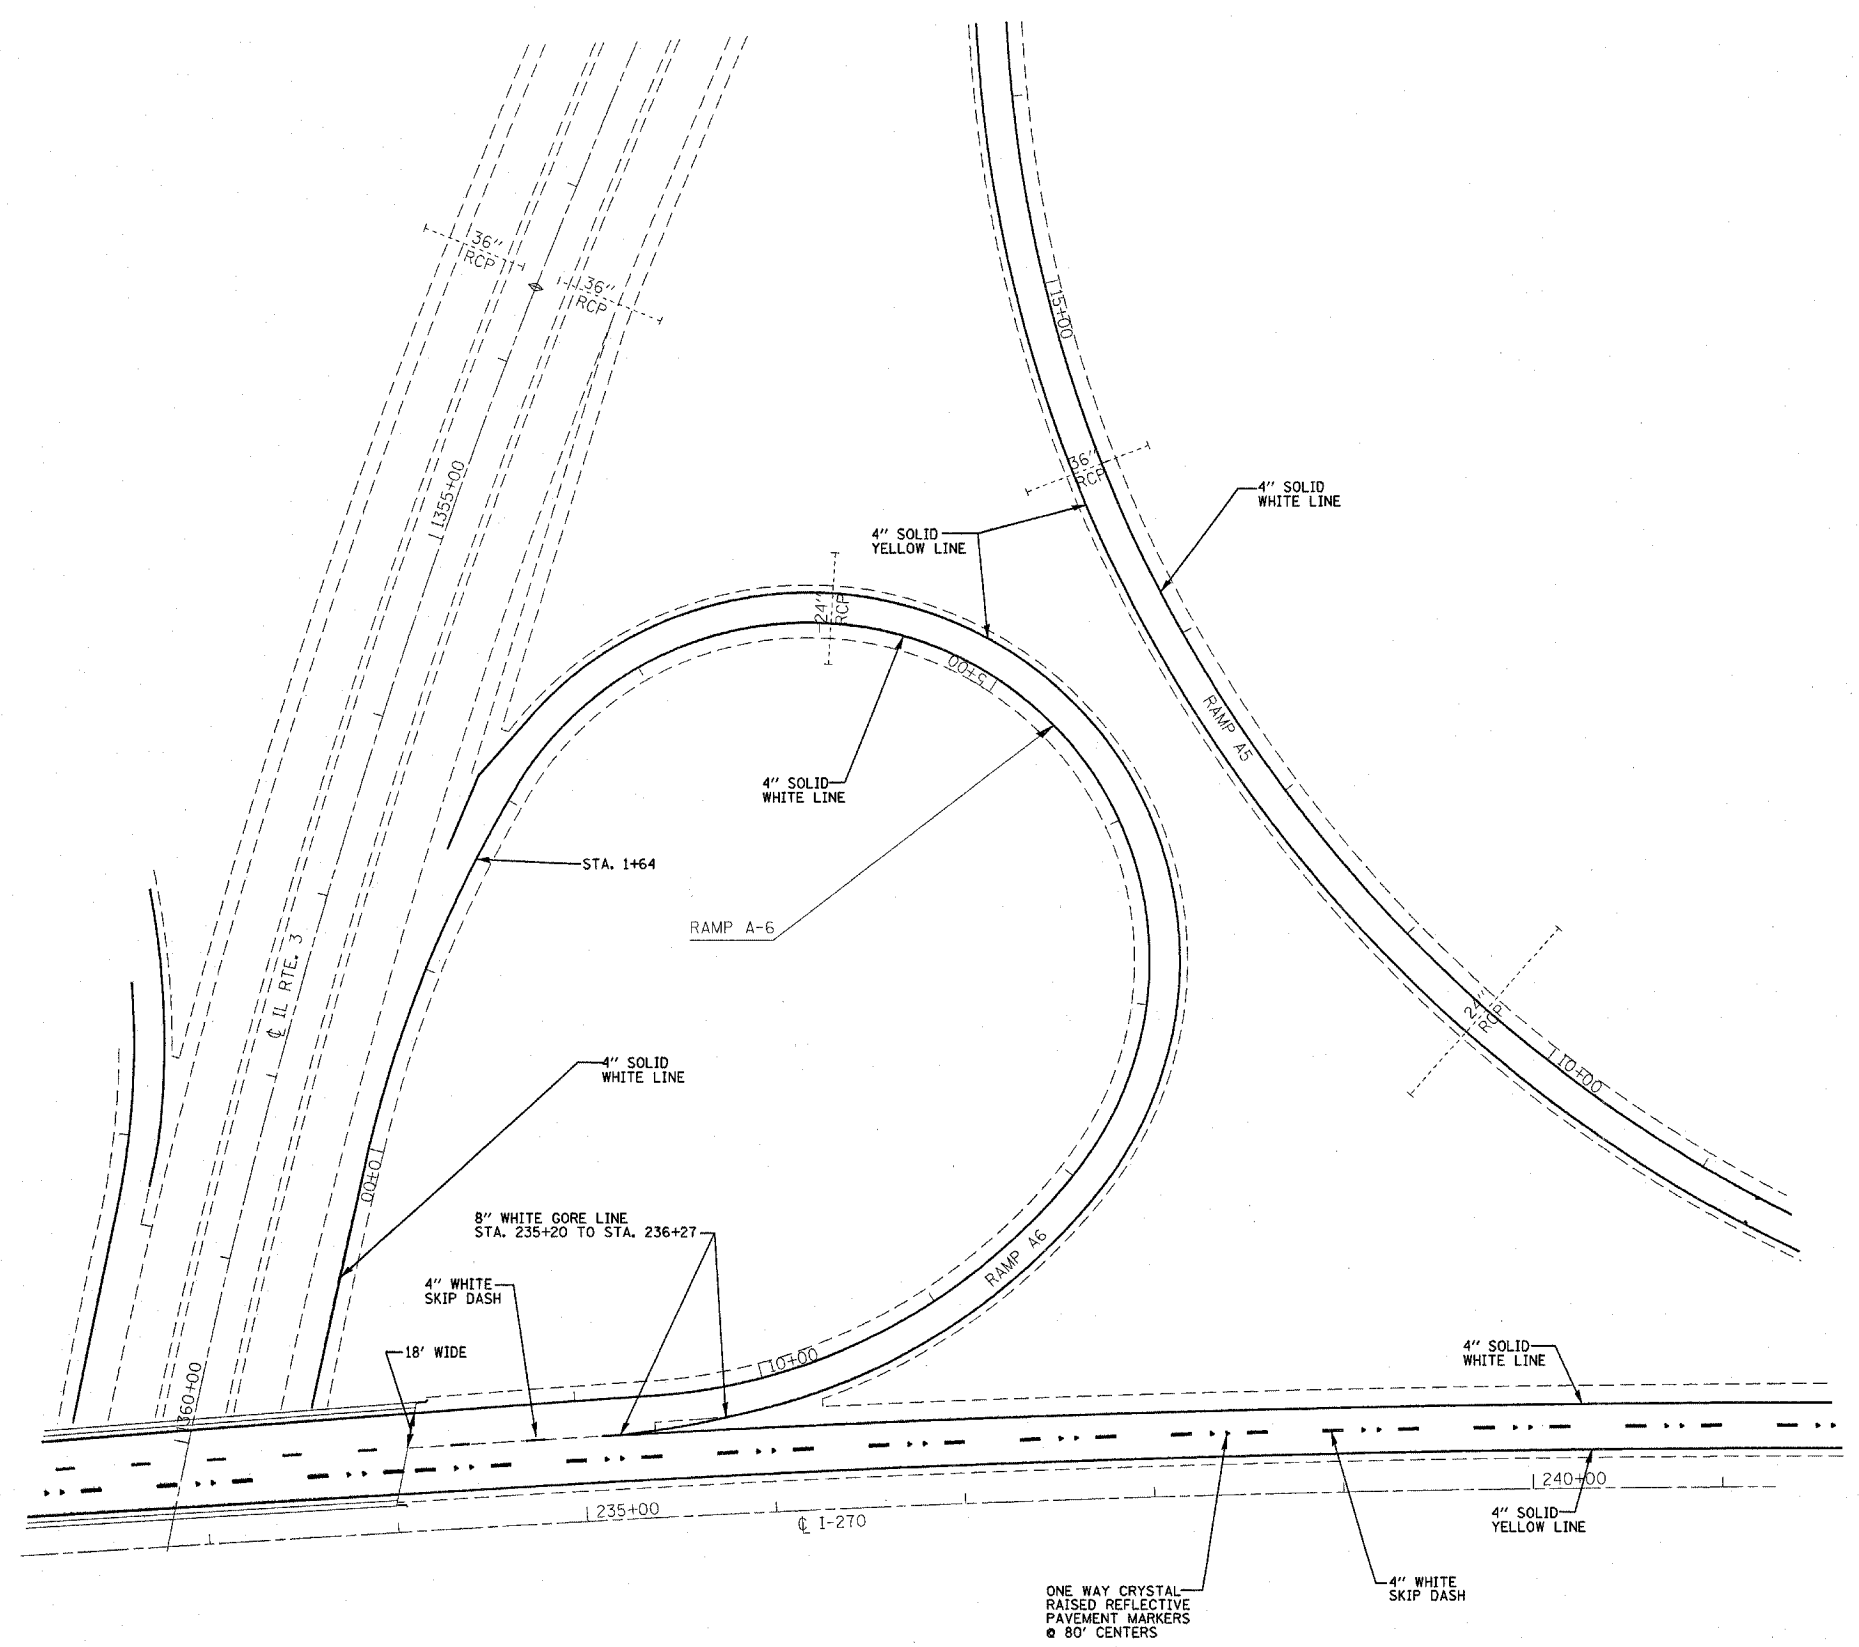 36"
RCP
36"
RCP
15+00
1355+00
36"
RCP
4" SOLID
WHITE LINE
4" SOLID
YELLOW LINE
24"
RCP
15+00
RAMP A5
4" SOLID
WHITE LINE
STA. 1+64
RAMP A-6
℄ IL RTE. 3
24"
RCP
4" SOLID
WHITE LINE
10+00
10+00
8" WHITE GORE LINE
STA. 235+20 TO STA. 236+27
RAMP A6
4" WHITE
SKIP DASH
18' WIDE
10+00
4" SOLID
WHITE LINE
1360+00
240+00
235+00
℄ I-270
4" SOLID
YELLOW LINE
ONE WAY CRYSTAL
RAISED REFLECTIVE
PAVEMENT MARKERS
@ 80' CENTERS
4" WHITE
SKIP DASH